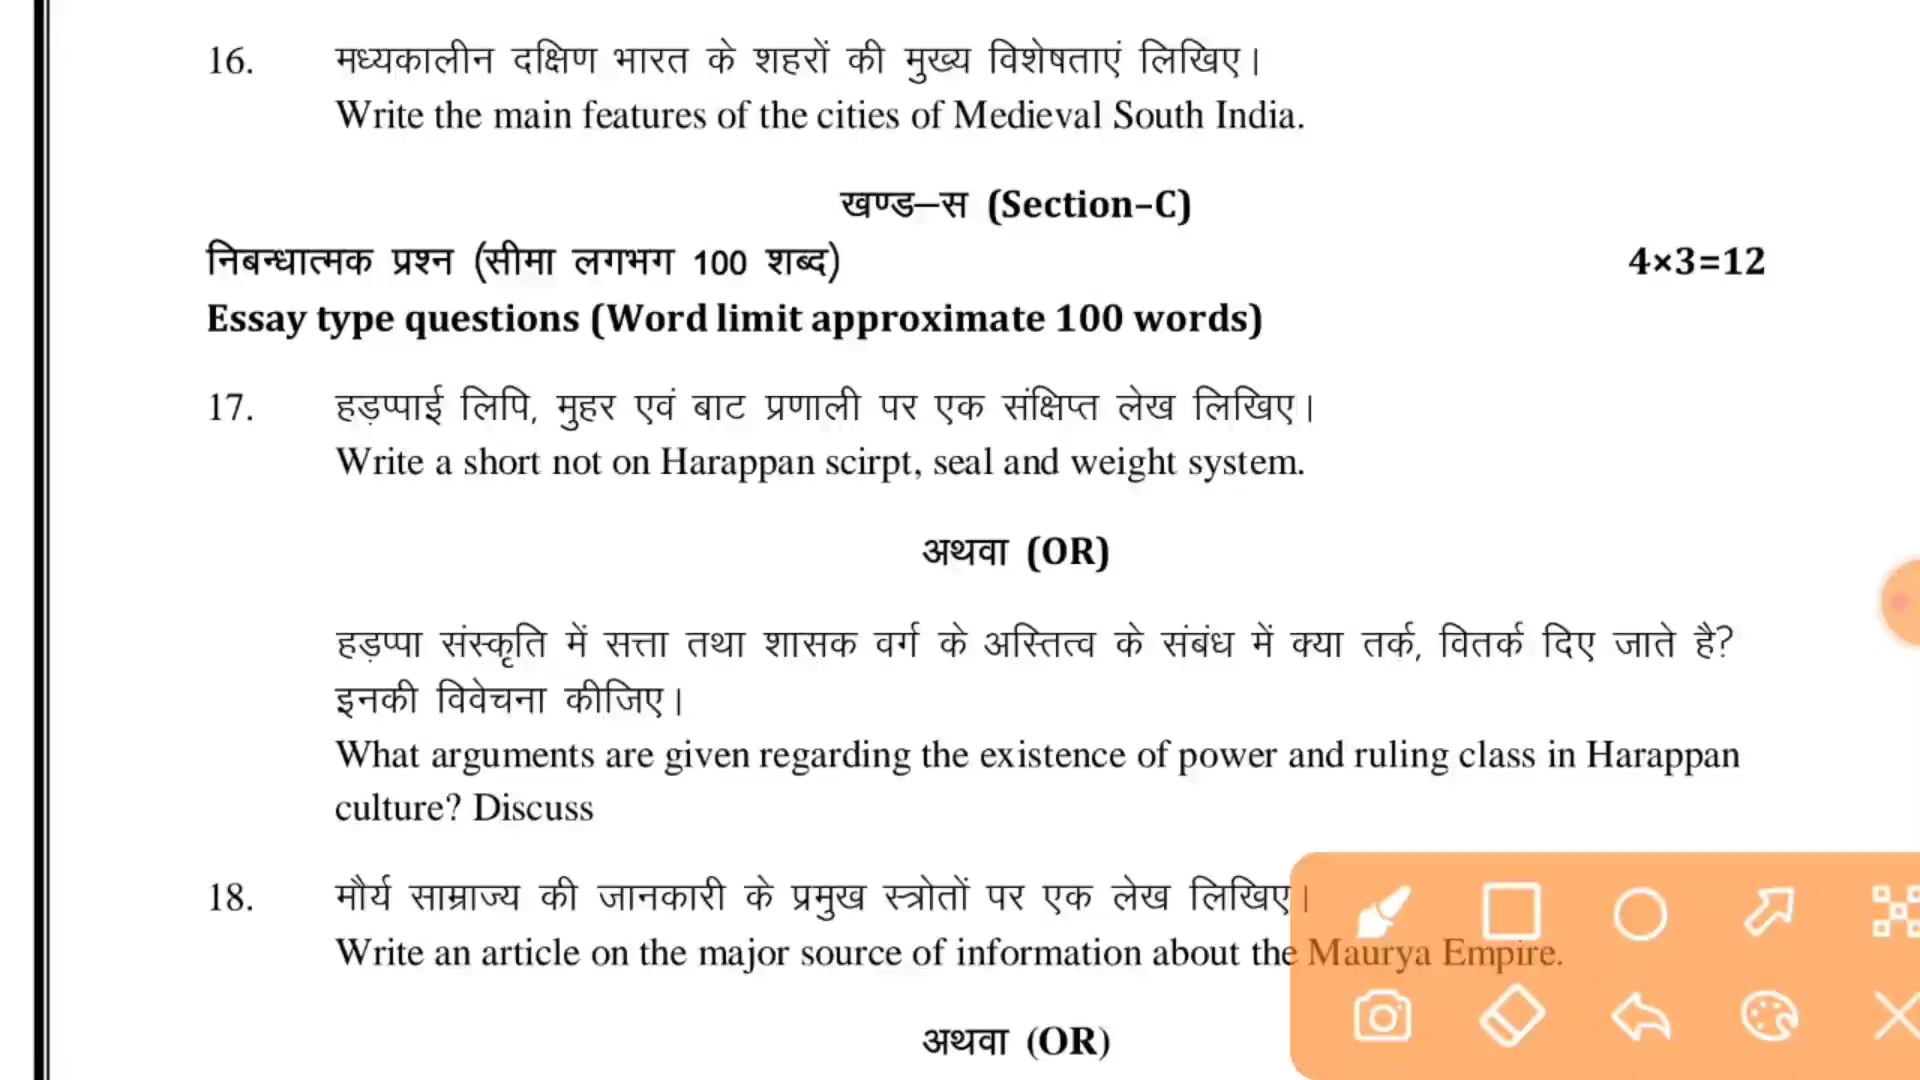 16. मध्यकालीन दक्षिण भारत के शहरों की मुख्य विशेषताएं लिखिए।
Write the main features of the cities of Medieval South India.
खण्ड–स (Section–C)
निबन्धात्मक प्रश्न (सीमा लगभग 100 शब्द) 4×3=12
Essay type questions (Word limit approximate 100 words)
17. हड़प्पाई लिपि, मुहर एवं बाट प्रणाली पर एक संक्षिप्त लेख लिखिए।
Write a short not on Harappan scirpt, seal and weight system.
अथवा (OR)
हड़प्पा संस्कृति में सत्ता तथा शासक वर्ग के अस्तित्व के संबंध में क्या तर्क, वितर्क दिए जाते है?
इनकी विवेचना कीजिए।
What arguments are given regarding the existence of power and ruling class in Harappan
culture? Discuss
18. मौर्य साम्राज्य की जानकारी के प्रमुख स्त्रोतों पर एक लेख लिखिए।
Write an article on the major source of information about the Maurya Empire.
अथवा (OR)